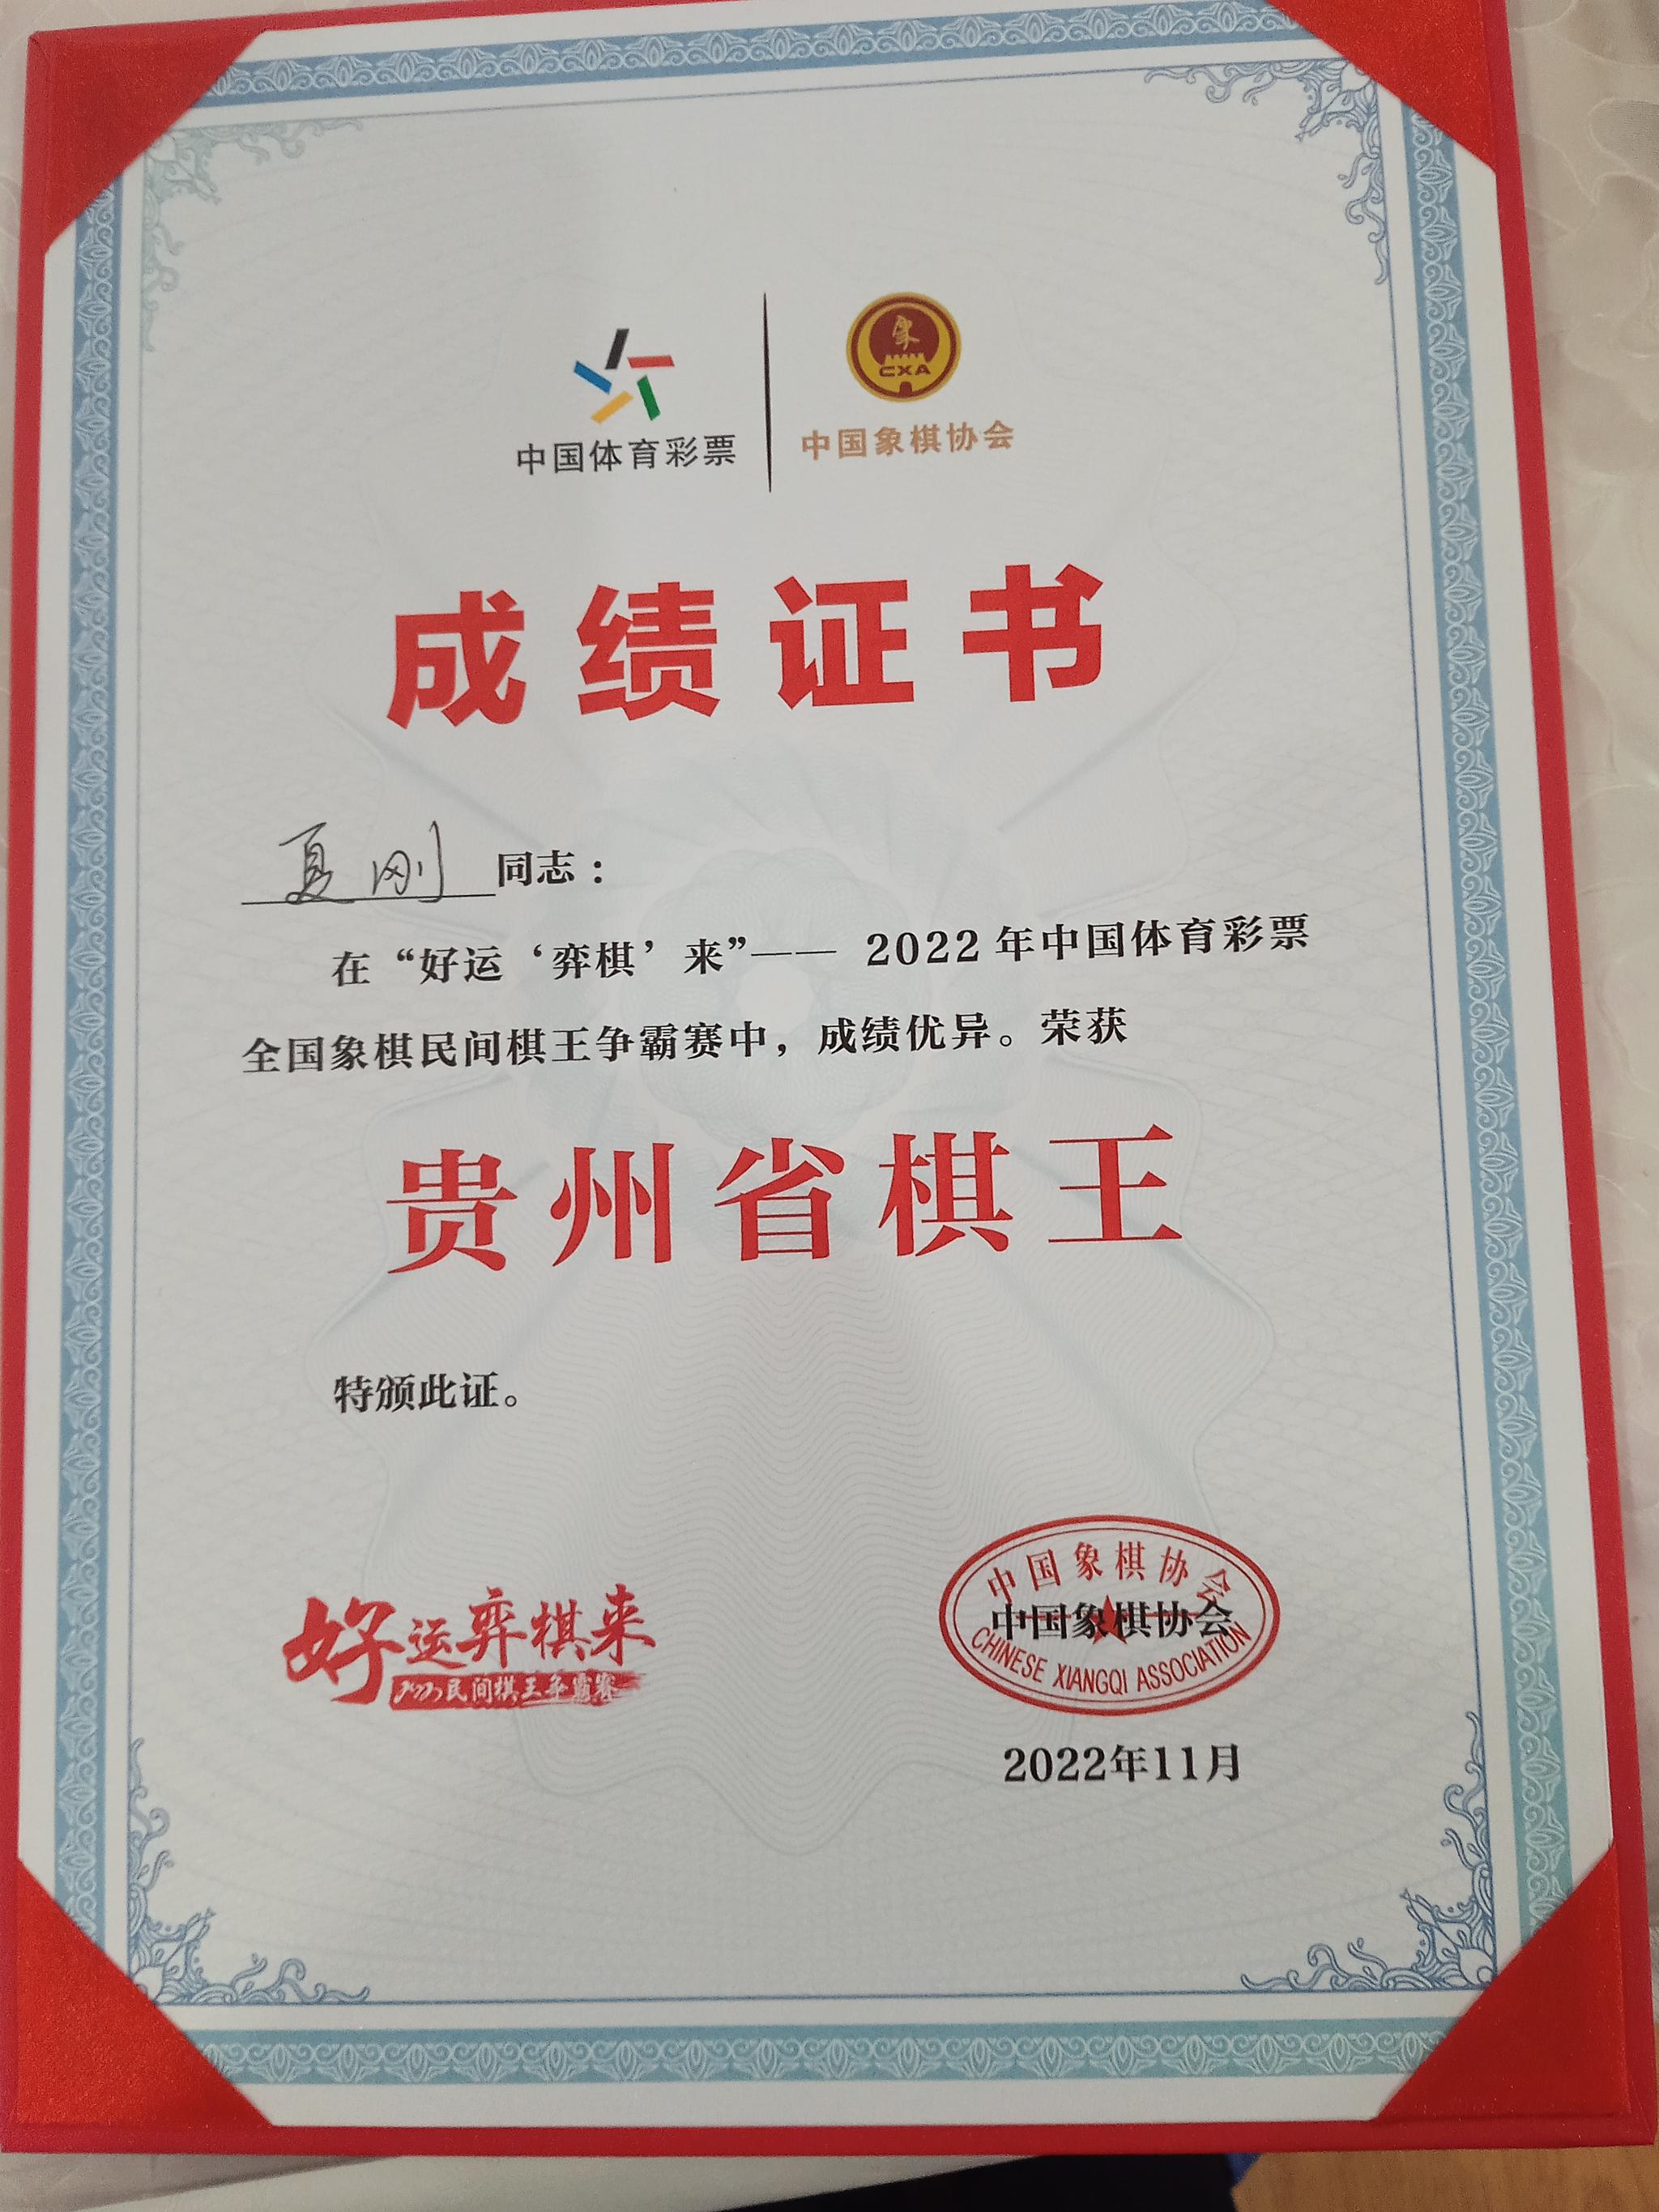 中国体育彩票
象
CXA
中国象棋协会
成绩证书
夏刚 同志：
在“好运‘弈棋’来”—— 2022年中国体育彩票
全国象棋民间棋王争霸赛中，成绩优异。荣获
贵州省棋王
特颁此证。
好运弈棋来
2022民间棋王争霸赛
中国象棋协会
中国象棋协会
CHINESE XIANGQI ASSOCIATION
2022年11月